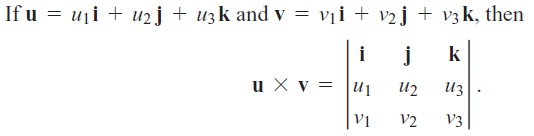 If u = u₁i + u₂j + u₃k and v = v₁i + v₂j + v₃k, then
i j k
u × v = | u₁ u₂ u₃ | .
v₁ v₂ v₃